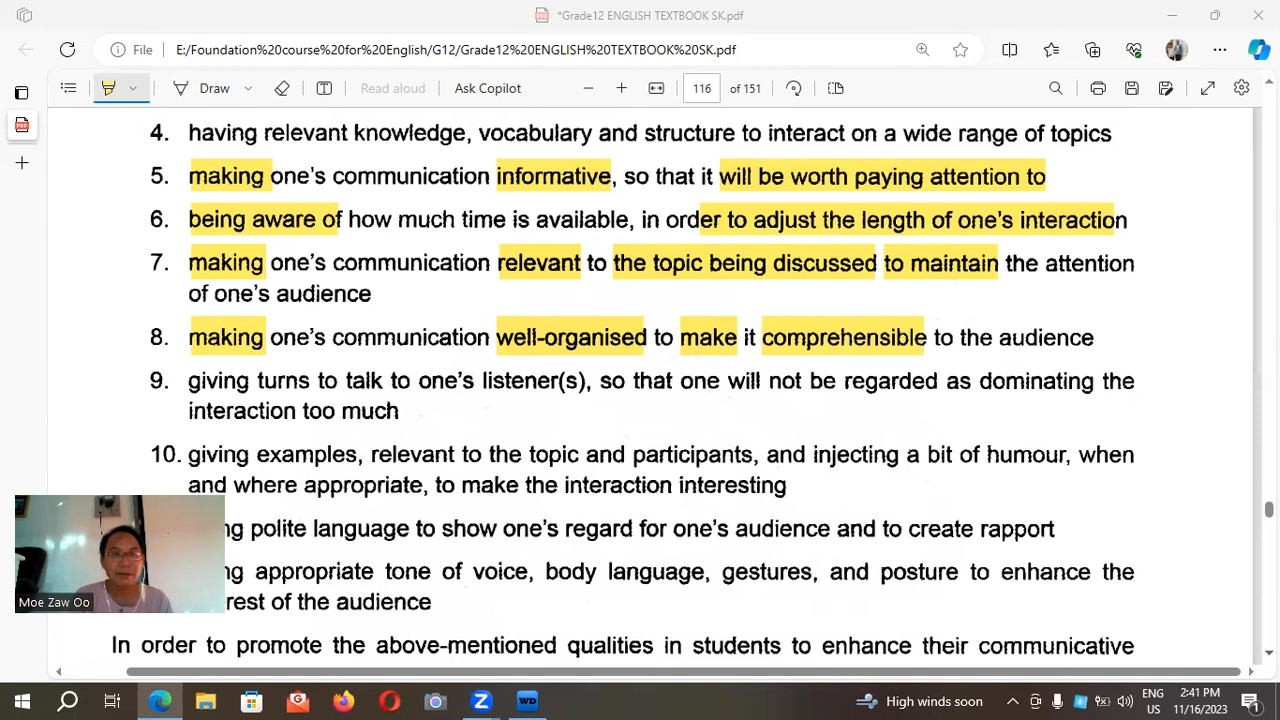 *Grade12 ENGLISH TEXTBOOK SK.pdf
File
E:/Foundation%20course%20for%20English/G12/Grade12%20ENGLISH%20TEXTBOOK%20SK.pdf
Draw
Read aloud
Ask Copilot
116 of 151
4. having relevant knowledge, vocabulary and structure to interact on a wide range of topics
5. making one's communication informative, so that it will be worth paying attention to
6. being aware of how much time is available, in order to adjust the length of one's interaction
7. making one's communication relevant to the topic being discussed to maintain the attention
of one's audience
8. making one's communication well-organised to make it comprehensible to the audience
9. giving turns to talk to one's listener(s), so that one will not be regarded as dominating the
interaction too much
10. giving examples, relevant to the topic and participants, and injecting a bit of humour, when
and where appropriate, to make the interaction interesting
ng polite language to show one's regard for one's audience and to create rapport
ng appropriate tone of voice, body language, gestures, and posture to enhance the
rest of the audience
Moe Zaw Oo
In order to promote the above-mentioned qualities in students to enhance their communicative
High winds soon
ENG
US
2:41 PM
11/16/2023